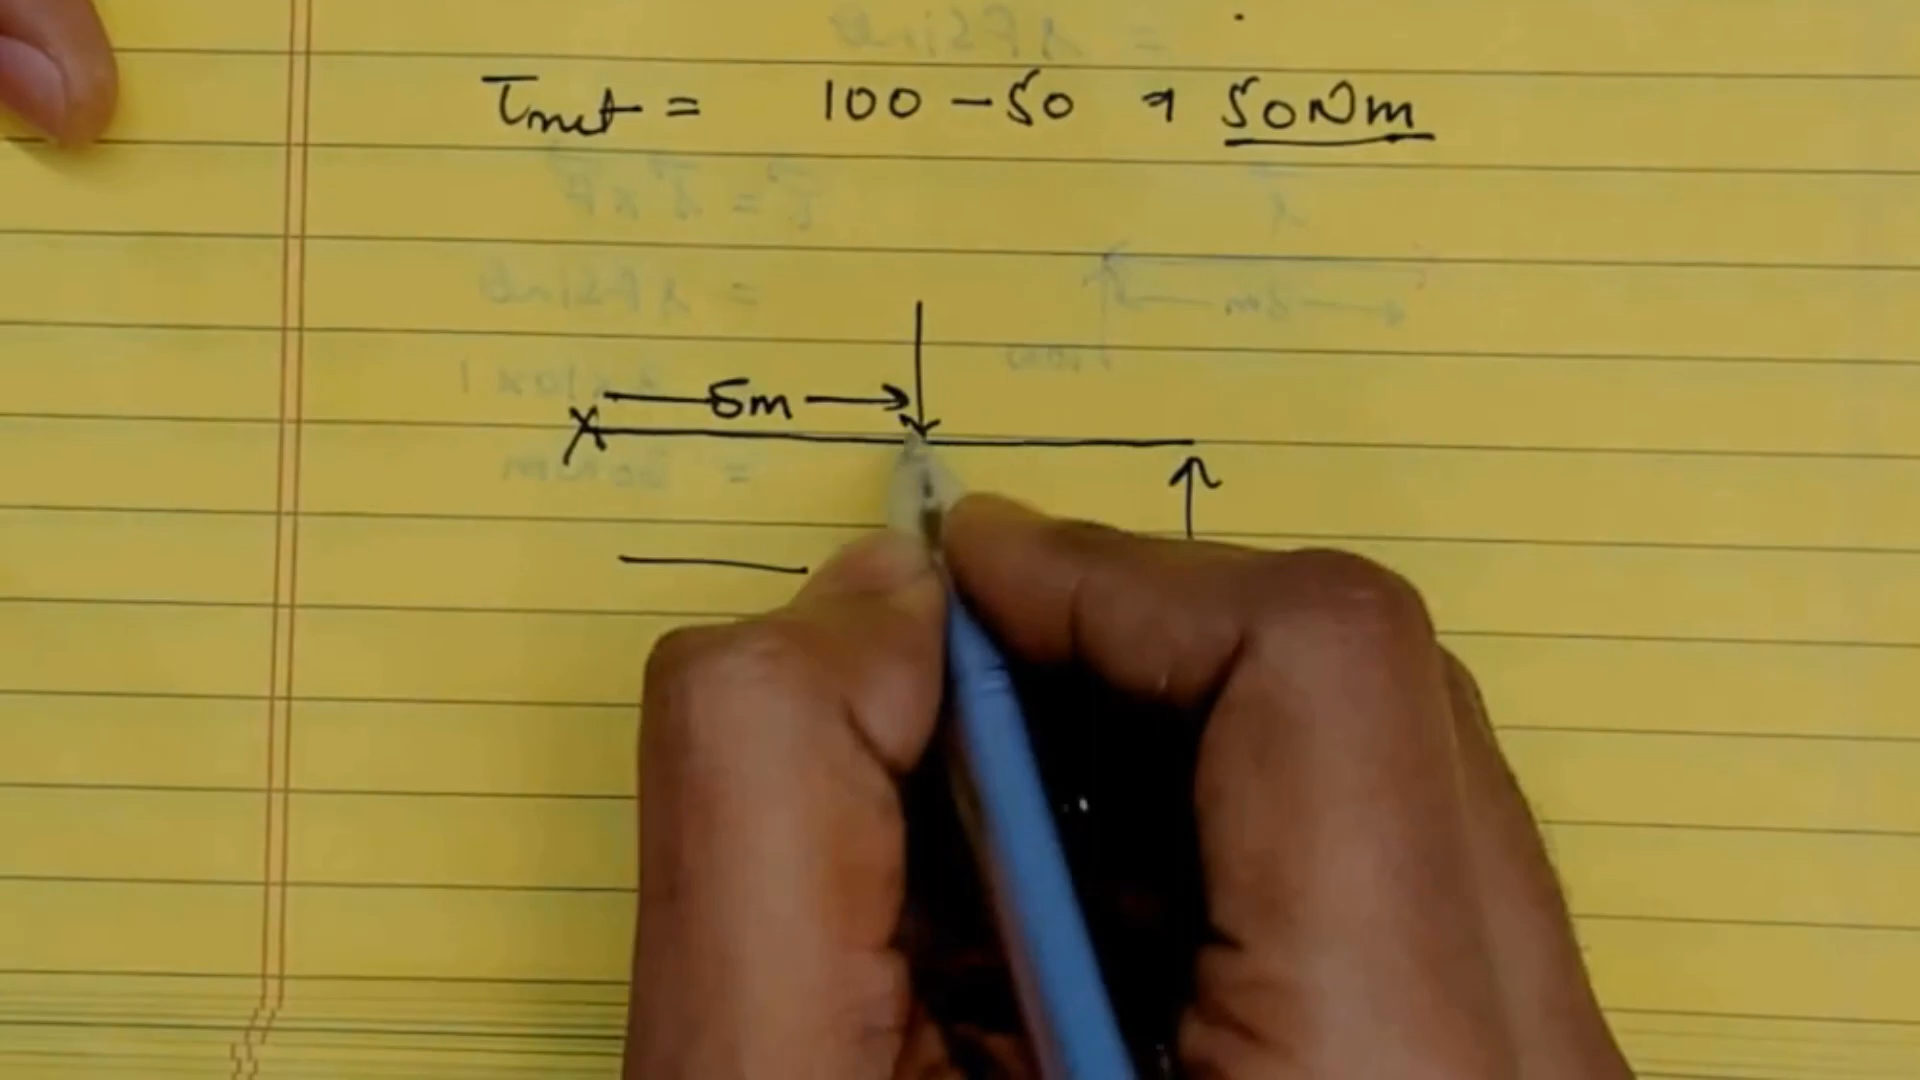 τnet = 100 - 50 = 50Nm
5m